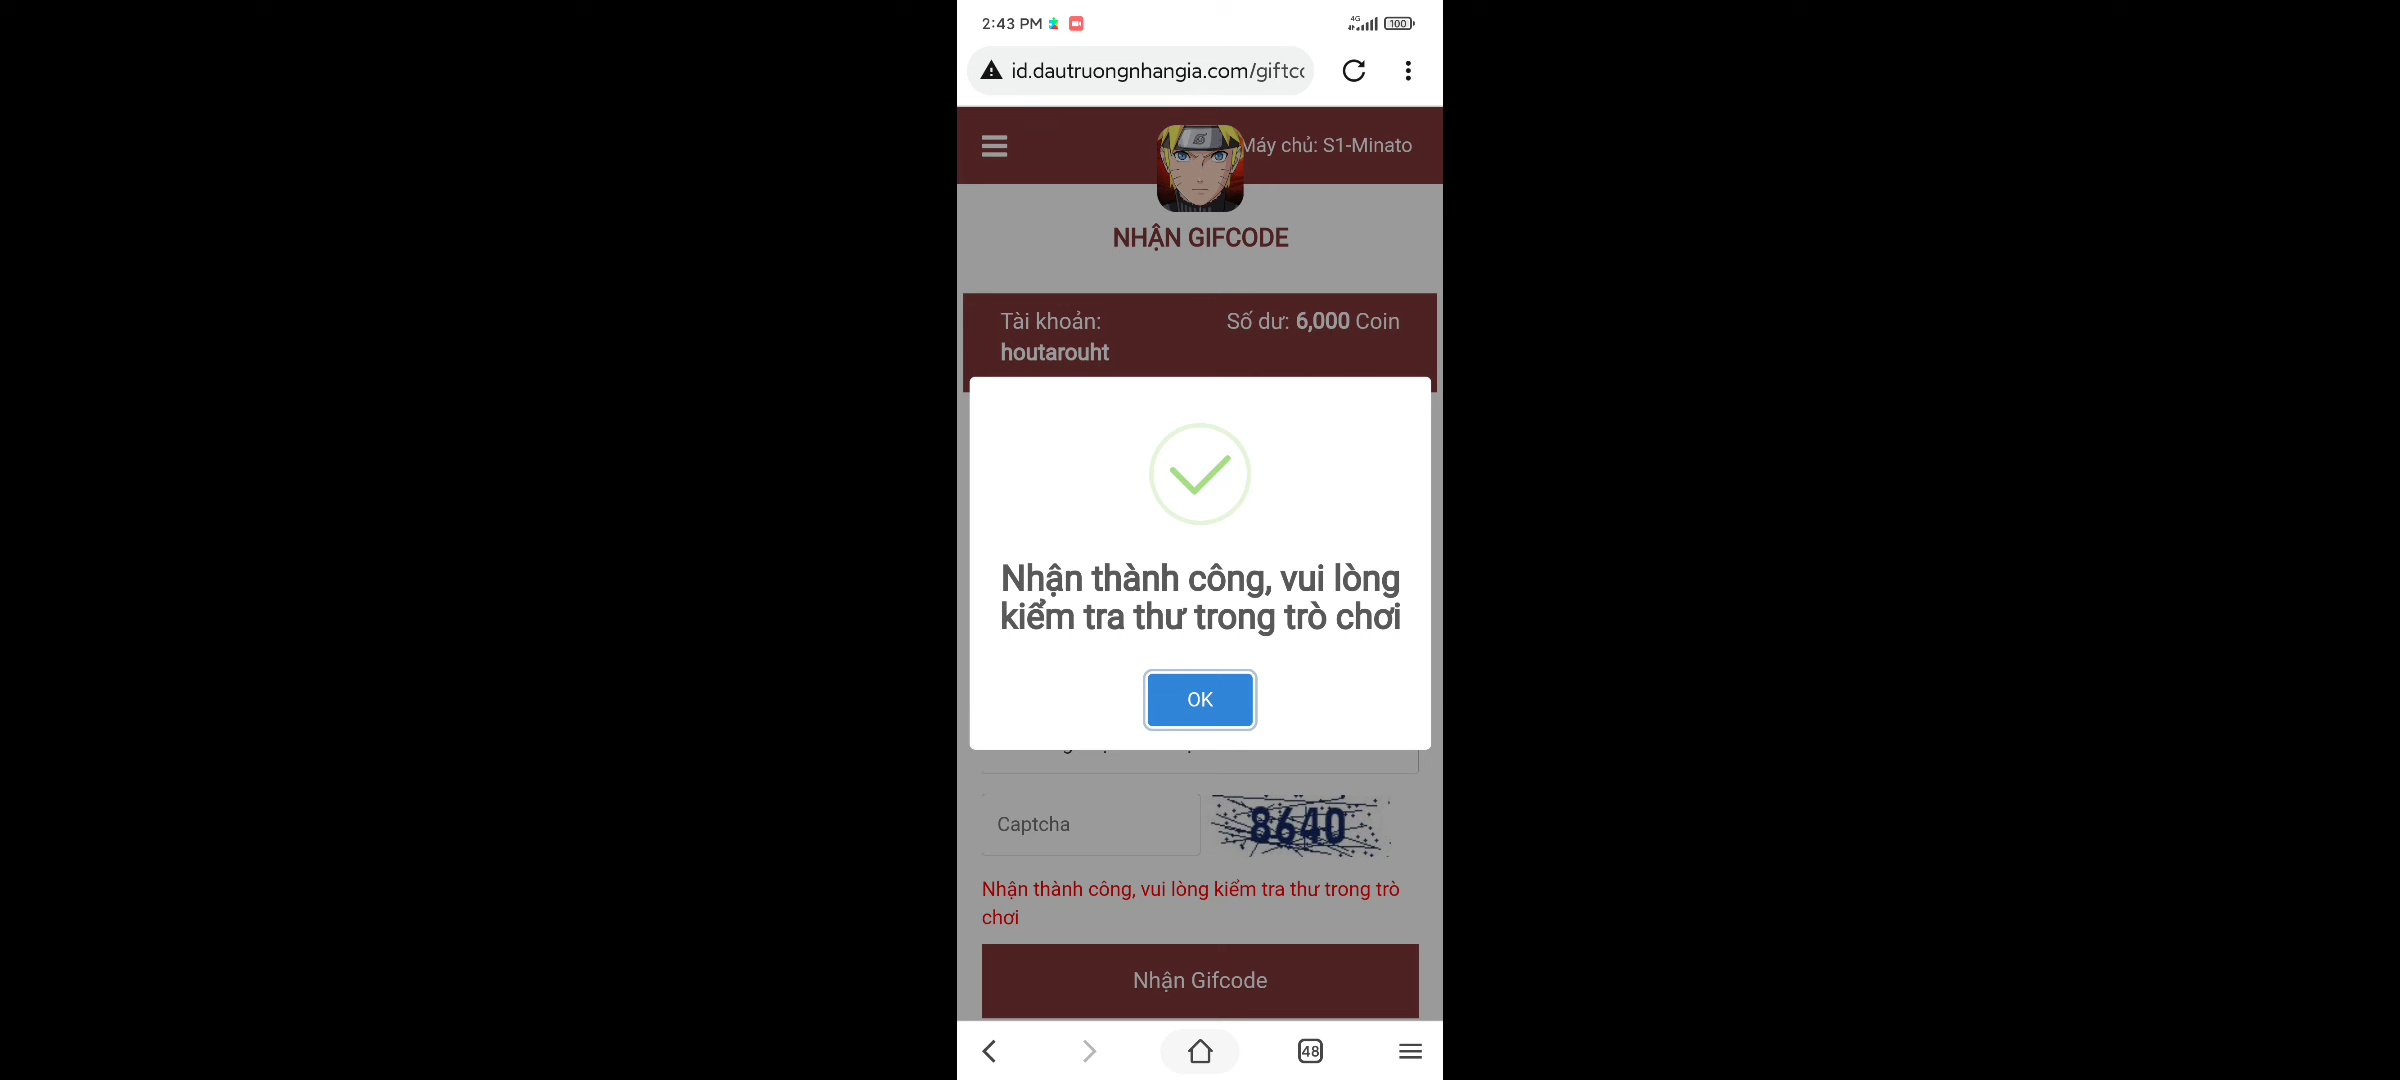 2:43 PM
4G
100
id.dautruongnhangia.com/giftco
Máy chủ: S1-Minato
NHẬN GIFCODE
Tài khoản:
houtarouht
Số dư: 6,000 Coin
Nhận thành công, vui lòng
kiểm tra thư trong trò chơi
OK
Captcha
8640
Nhận thành công, vui lòng kiểm tra thư trong trò
chơi
Nhận Gifcode
48